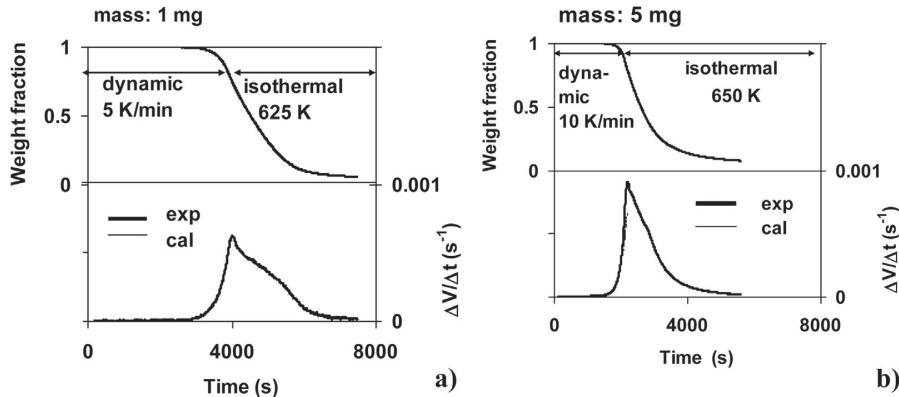 mass: 1 mg
Weight fraction
1
0.5
0
dynamic
5 K/min
isothermal
625 K
0.001
0
ΔV/Δt (s⁻¹)
exp
cal
0
4000
8000
Time (s)
a)
mass: 5 mg
Weight fraction
1
0.5
0
dyna-
mic
10 K/min
isothermal
650 K
0.001
0
ΔV/Δt (s⁻¹)
exp
cal
0
4000
8000
Time (s)
b)